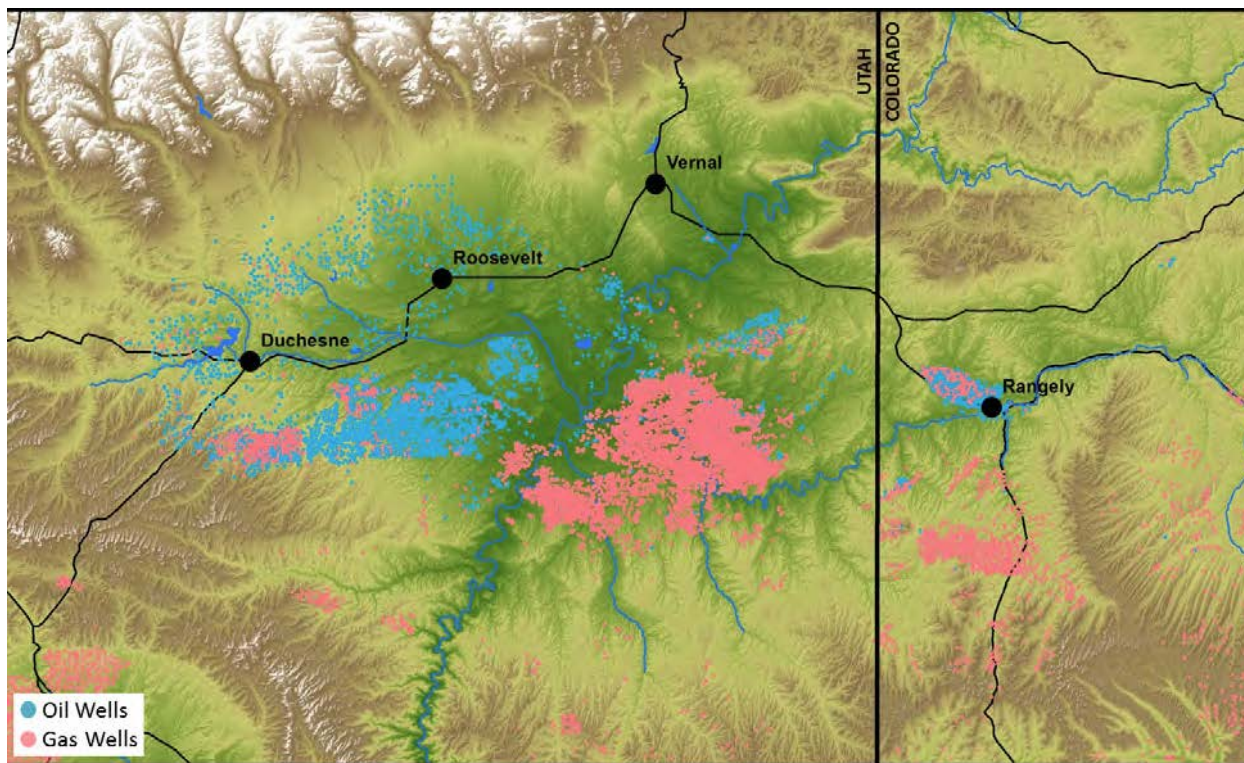 UTAH
COLORADO
Vernal
Roosevelt
Duchesne
Rangely
Oil Wells
Gas Wells